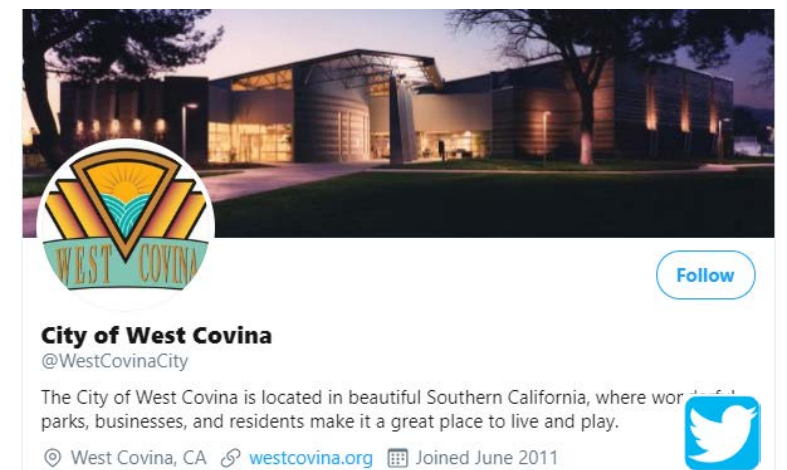 WEST COVINA
Follow
City of West Covina
@WestCovinaCity
The City of West Covina is located in beautiful Southern California, where
parks, businesses, and residents make it a great place to live and play.
West Covina, CA westcovina.org Joined June 2011